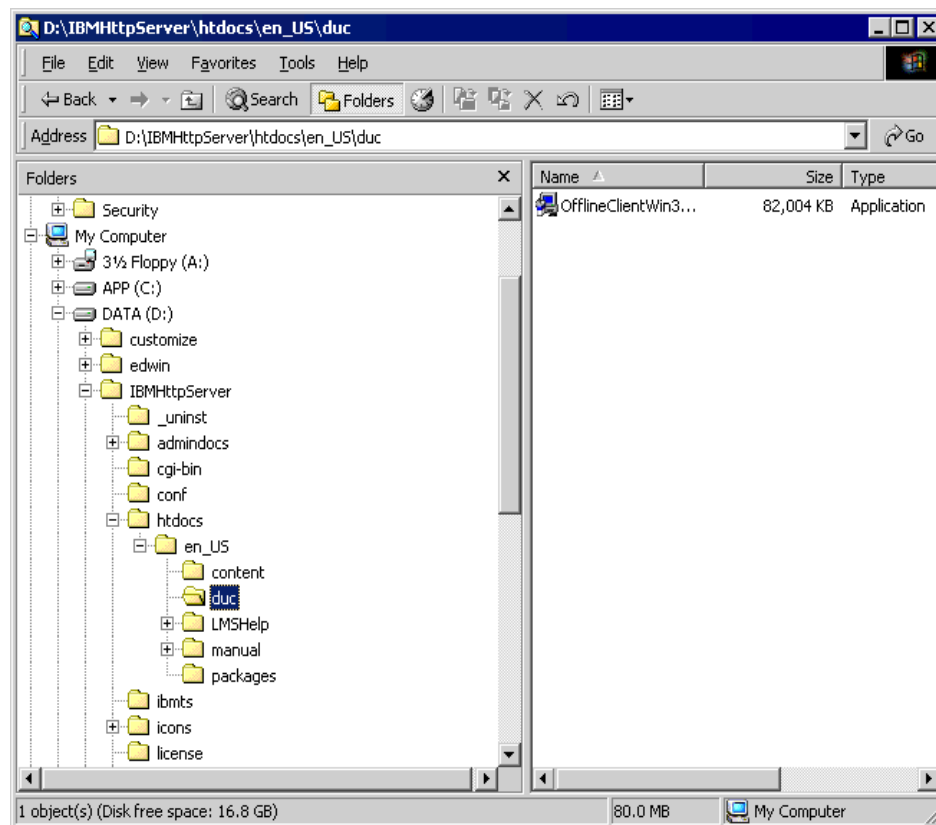 D:\IBMHttpServer\htdocs\en_US\duc
File Edit View Favorites Tools Help
Back Search Folders
Address D:\IBMHttpServer\htdocs\en_US\duc Go
Folders Name Size Type
OfflineClientWin3... 82,004 KB Application
Security
My Computer
3½ Floppy (A:)
APP (C:)
DATA (D:)
customize
edwin
IBMHttpServer
_uninst
admindocs
cgi-bin
conf
htdocs
en_US
content
duc
LMSHelp
manual
packages
ibmts
icons
license
1 object(s) (Disk free space: 16.8 GB) 80.0 MB My Computer